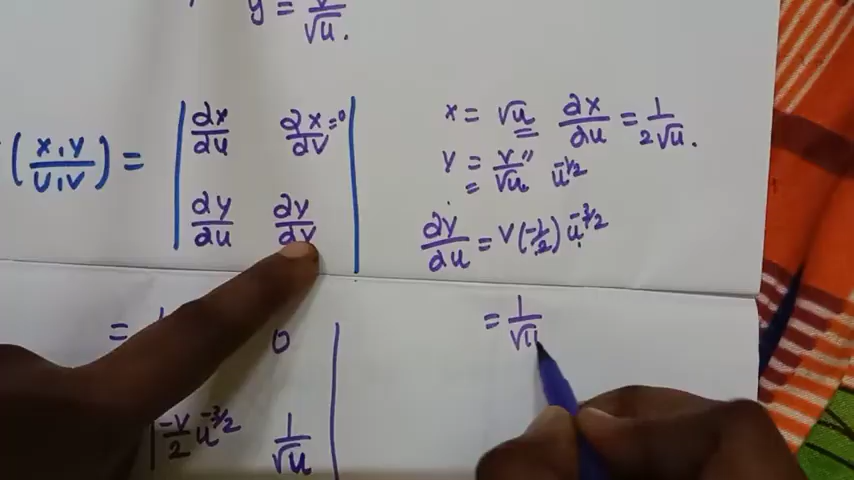 y = v/√u.
(x,y/u,v) = | ∂x/∂u ∂x/∂v=0 |
| ∂y/∂u ∂y/∂v |
x = √u ∂x/∂u = 1/2√u.
y = v/√u u^-1/2
∂y/∂u = v(-1/2) u^-3/2
= 1/√u
= 0
-v/2 u^-3/2 1/√u